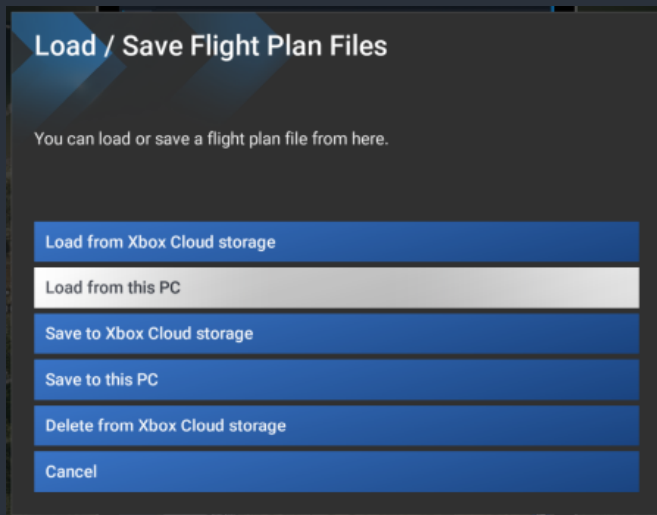 Load / Save Flight Plan Files
You can load or save a flight plan file from here.
Load from Xbox Cloud storage
Load from this PC
Save to Xbox Cloud storage
Save to this PC
Delete from Xbox Cloud storage
Cancel